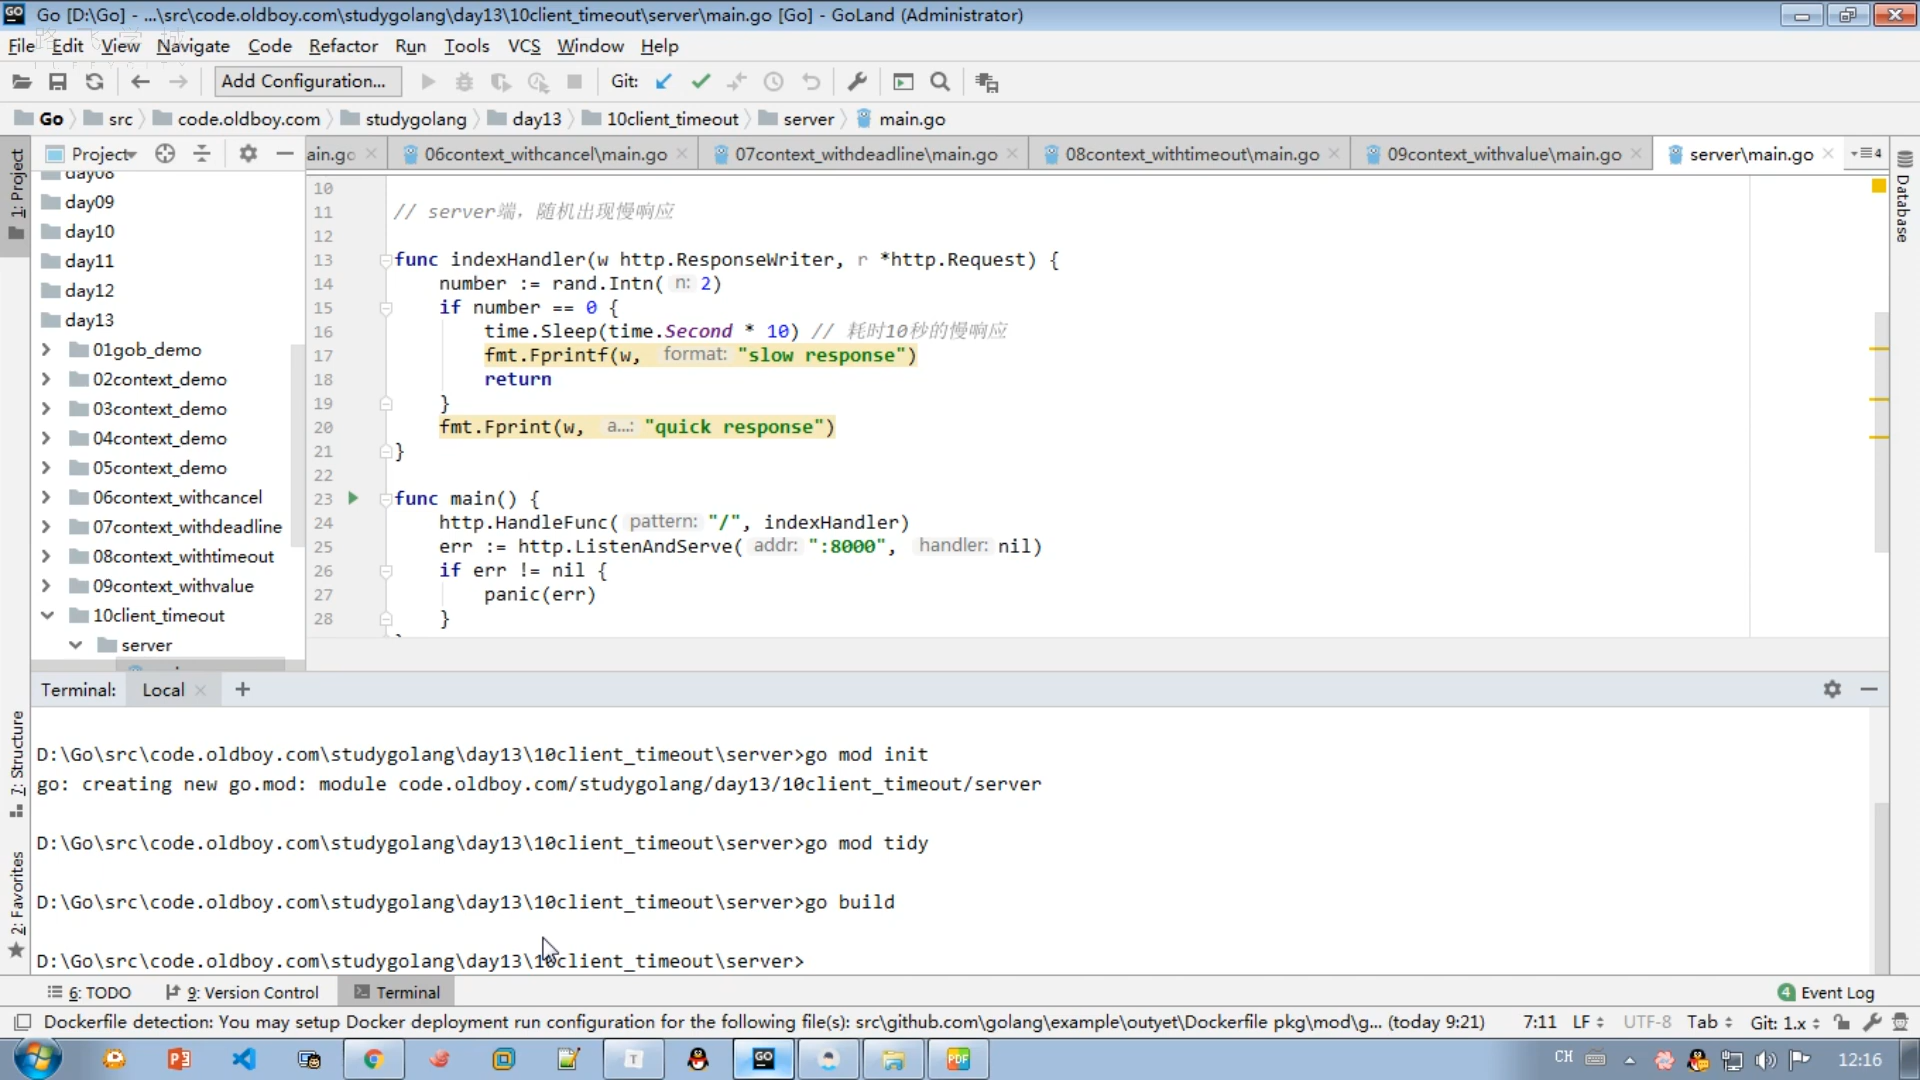 Go [D:\Go] - ...\src\code.oldboy.com\studygolang\day13\10client_timeout\server\main.go [Go] - GoLand (Administrator)
File Edit View Navigate Code Refactor Run Tools VCS Window Help
Add Configuration... Git:
Go src code.oldboy.com studygolang day13 10client_timeout server main.go
1: Project
Project
ain.go 06context_withcancel\main.go 07context_withdeadline\main.go 08context_withtimeout\main.go 09context_withvalue\main.go server\main.go 4
Database
day08
day09
day10
day11
day12
day13
01gob_demo
02context_demo
03context_demo
04context_demo
05context_demo
06context_withcancel
07context_withdeadline
08context_withtimeout
09context_withvalue
10client_timeout
server
10
11 // server端，随机出现慢响应
12
13 func indexHandler(w http.ResponseWriter, r *http.Request) {
14 number := rand.Intn( n: 2)
15 if number == 0 {
16 time.Sleep(time.Second * 10) // 耗时10秒的慢响应
17 fmt.Fprintf(w, format: "slow response")
18 return
19 }
20 fmt.Fprint(w, a...: "quick response")
21 }
22
23 func main() {
24 http.HandleFunc( pattern: "/", indexHandler)
25 err := http.ListenAndServe( addr: ":8000", handler: nil)
26 if err != nil {
27 panic(err)
28 }
Terminal: Local +
7: Structure
2: Favorites
D:\Go\src\code.oldboy.com\studygolang\day13\10client_timeout\server>go mod init
go: creating new go.mod: module code.oldboy.com/studygolang/day13/10client_timeout/server
D:\Go\src\code.oldboy.com\studygolang\day13\10client_timeout\server>go mod tidy
D:\Go\src\code.oldboy.com\studygolang\day13\10client_timeout\server>go build
D:\Go\src\code.oldboy.com\studygolang\day13\10client_timeout\server>
6: TODO 9: Version Control Terminal 4 Event Log
Dockerfile detection: You may setup Docker deployment run configuration for the following file(s): src\github.com\golang\example\outyet\Dockerfile pkg\mod\g... (today 9:21) 7:11 LF UTF-8 Tab Git: 1.x
CH 12:16